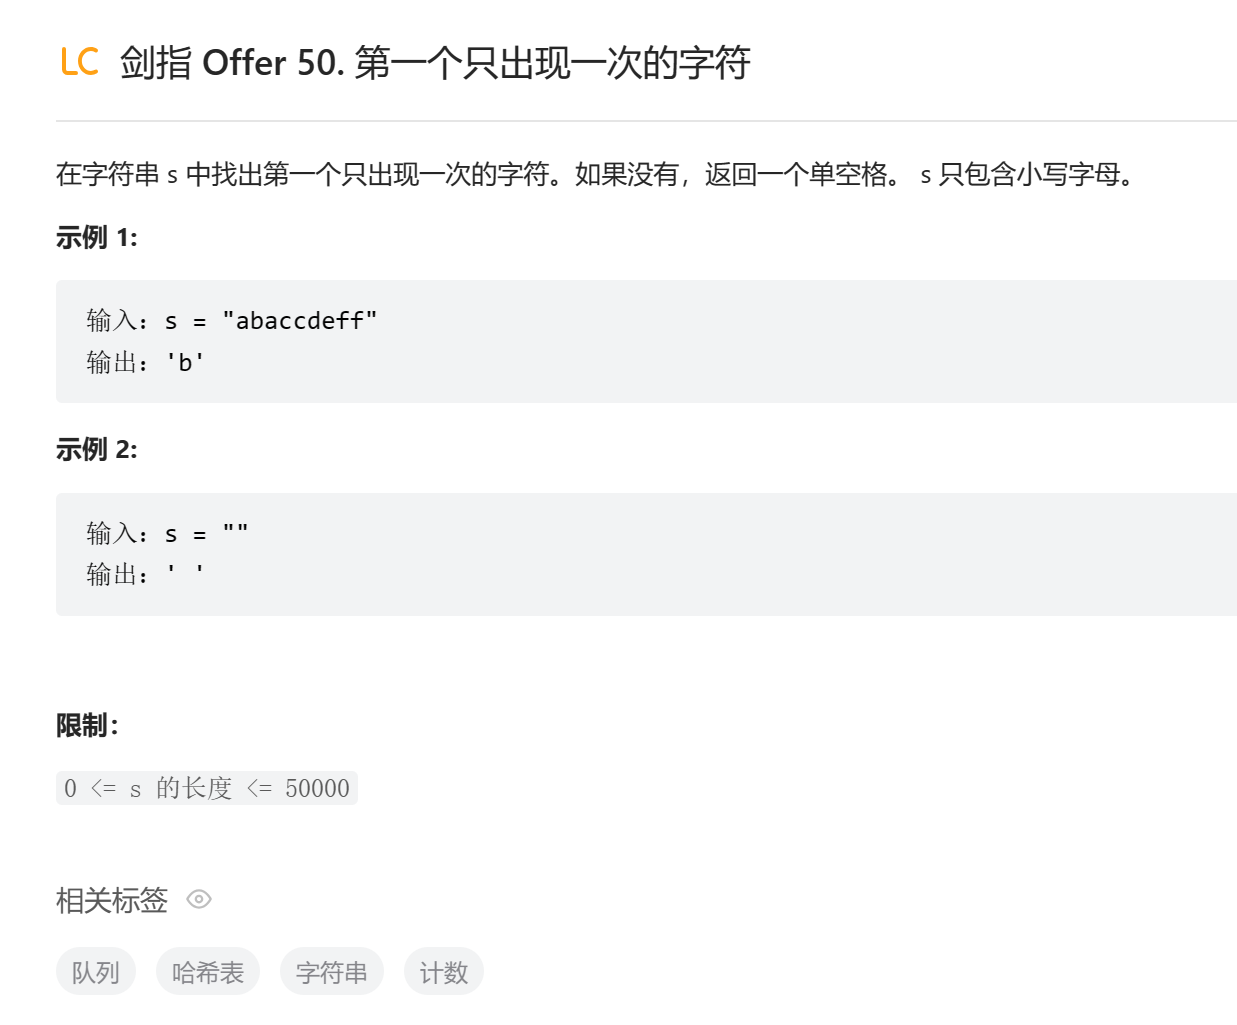 LC 剑指 Offer 50. 第一个只出现一次的字符
在字符串 s 中找出第一个只出现一次的字符。如果没有，返回一个单空格。 s 只包含小写字母。
示例 1:
输入：s = "abaccdeff"
输出：'b'
示例 2:
输入：s = ""
输出：' '
限制：
0 <= s 的长度 <= 50000
相关标签
队列 哈希表 字符串 计数